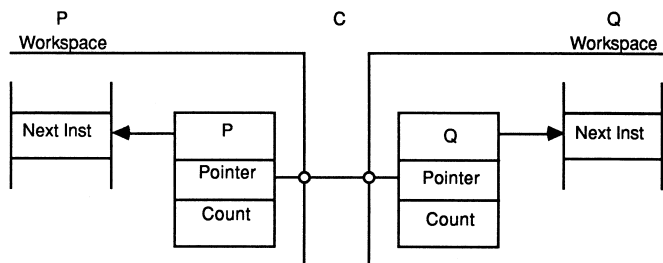 P C Q
Workspace Workspace
Next Inst P Q Next Inst
Pointer Pointer
Count Count